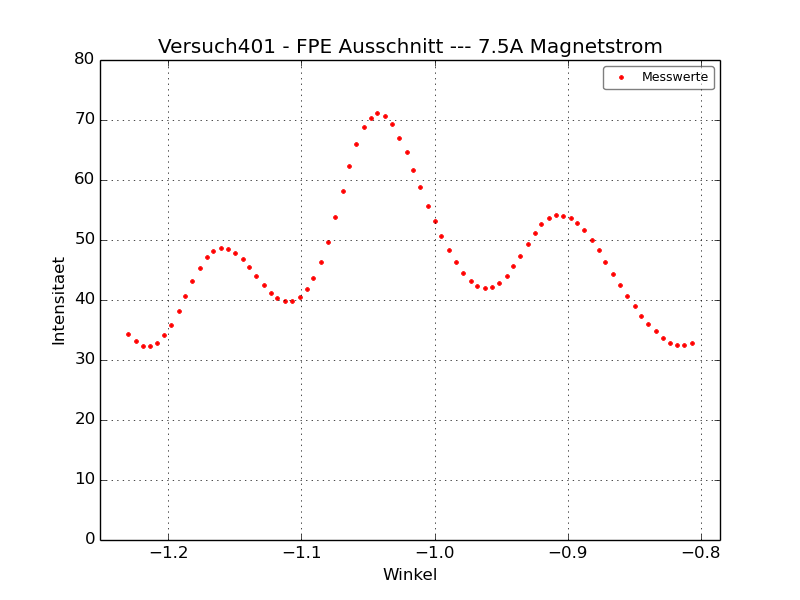 Versuch401 - FPE Ausschnitt --- 7.5A Magnetstrom
Messwerte
80
70
60
50
40
30
20
10
0
Intensitaet
−1.2 −1.1 −1.0 −0.9 −0.8
Winkel